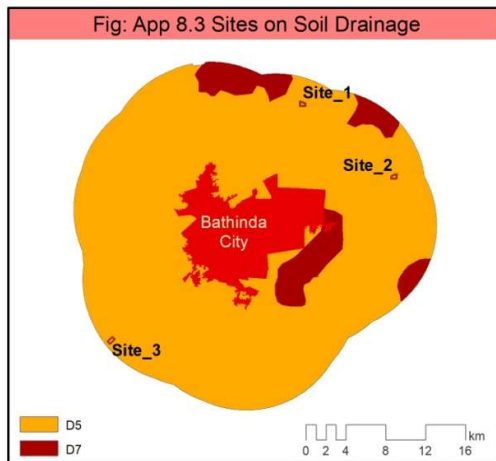 Fig: App 8.3 Sites on Soil Drainage
Site_1
Site_2
Bathinda
City
Site_3
D5
D7
km
0 2 4 8 12 16